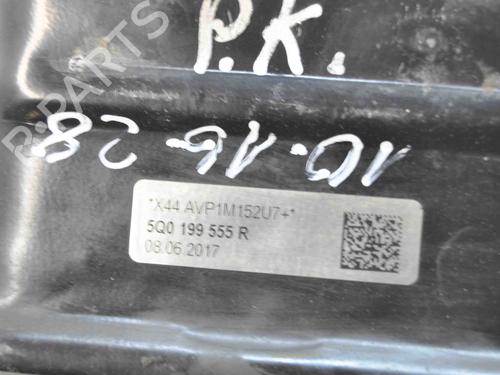 R-PARTS
P.K.
10.16 28
*X44 AVP1M152U7+*
5Q0 199 555 R
08.06.2017